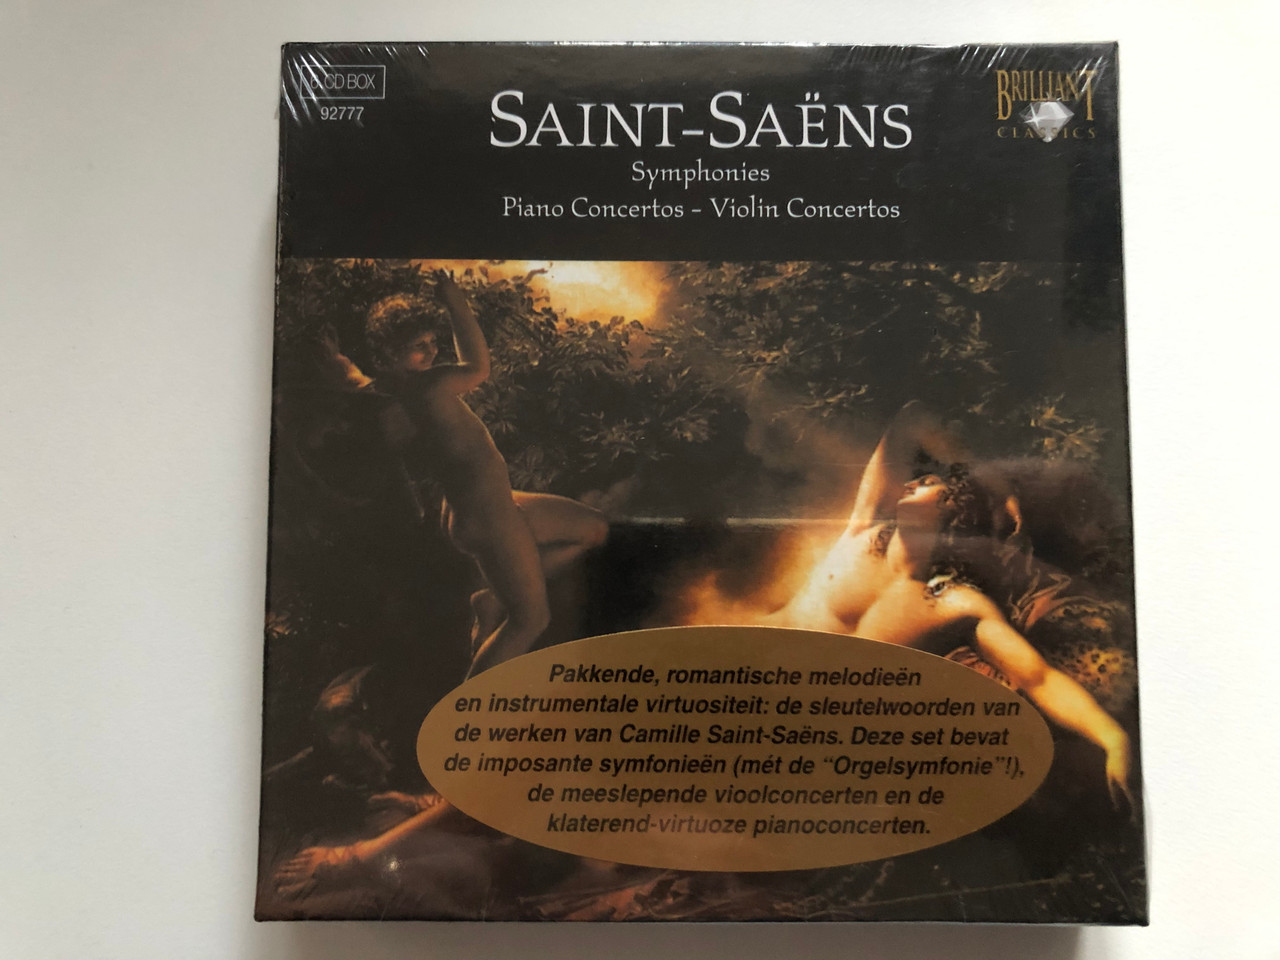 6 CD BOX
92777
BRILLIANT
CLASSICS
SAINT-SAËNS
Symphonies
Piano Concertos - Violin Concertos
Pakkende, romantische melodieën
en instrumentale virtuositeit: de sleutelwoorden van
de werken van Camille Saint-Saëns. Deze set bevat
de imposante symfonieën (mét de “Orgelsymfonie”!),
de meeslepende vioolconcerten en de
klaterend-virtuoze pianoconcerten.